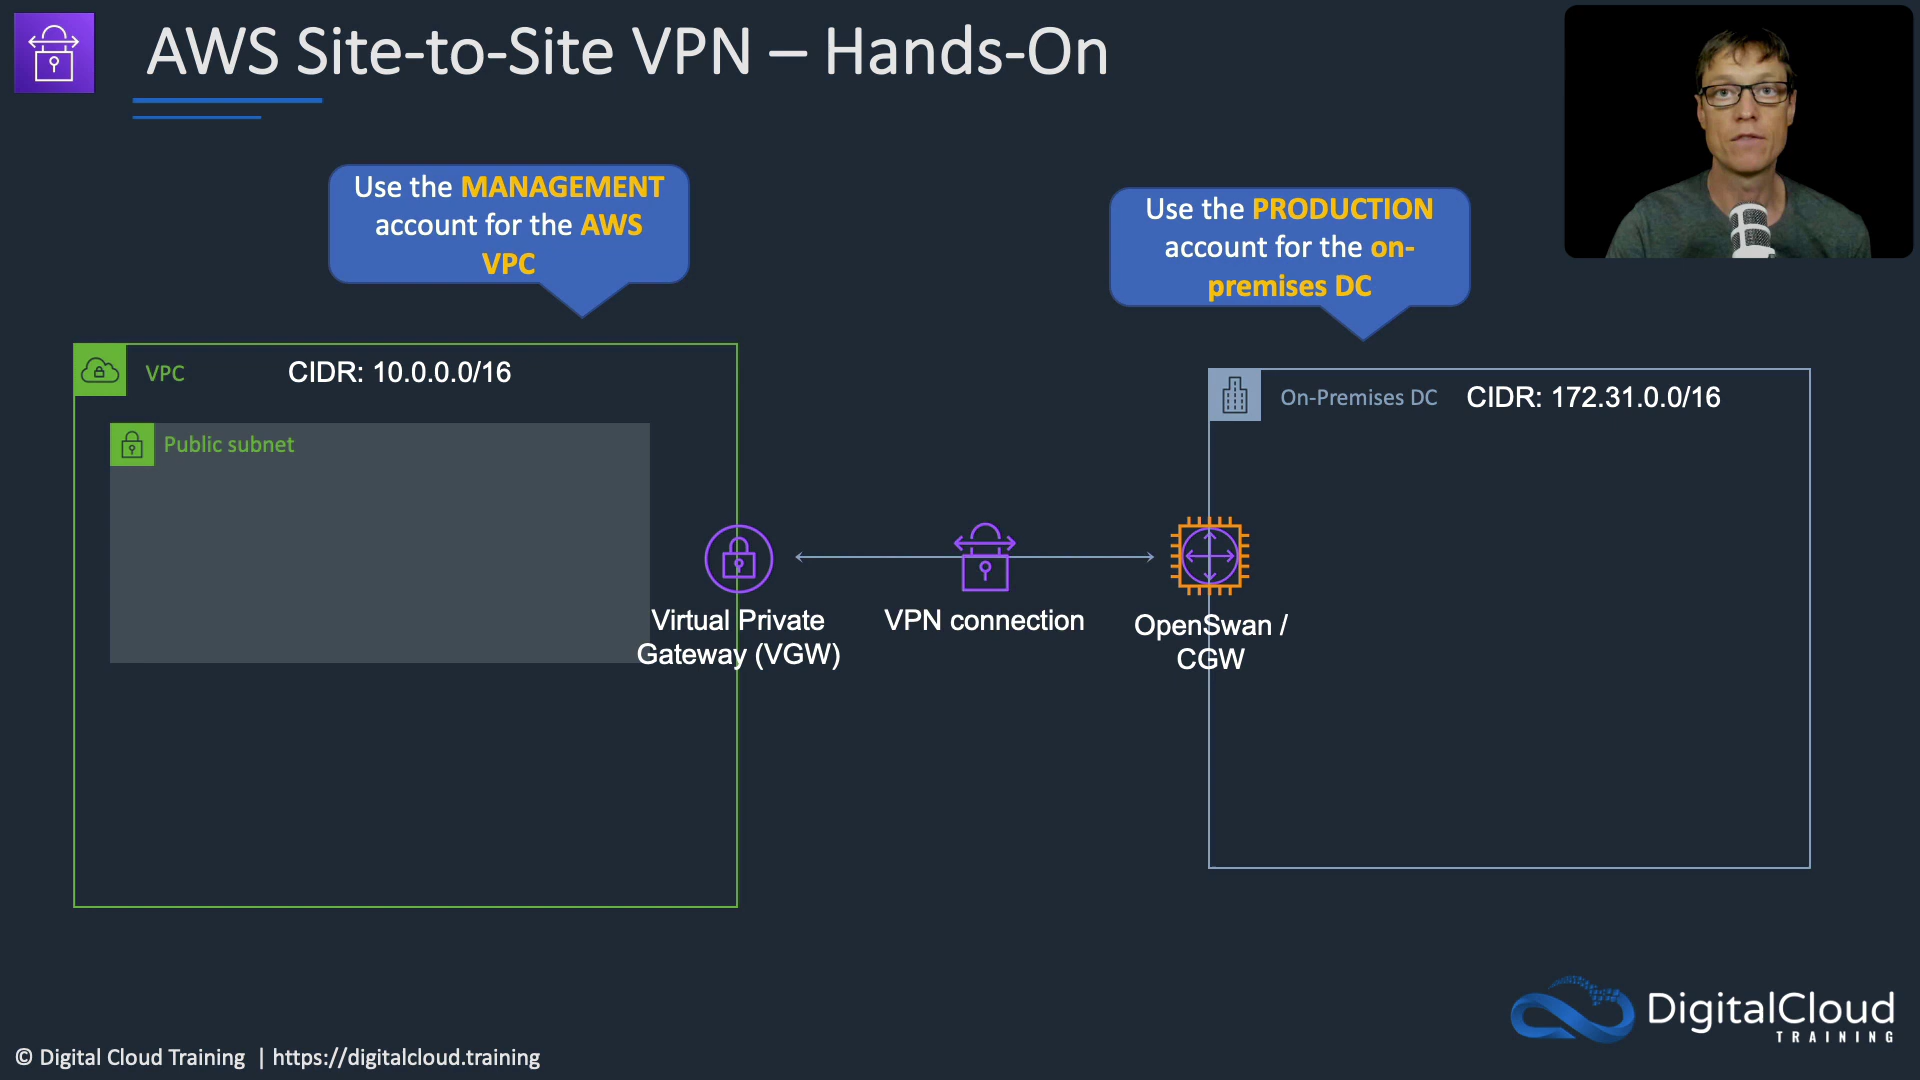 AWS Site-to-Site VPN – Hands-On
Use the MANAGEMENT
account for the AWS
VPC
Use the PRODUCTION
account for the on-
premises DC
VPC
CIDR: 10.0.0.0/16
Public subnet
On-Premises DC
CIDR: 172.31.0.0/16
Virtual Private
Gateway (VGW)
VPN connection
OpenSwan /
CGW
DigitalCloud
TRAINING
© Digital Cloud Training | https://digitalcloud.training